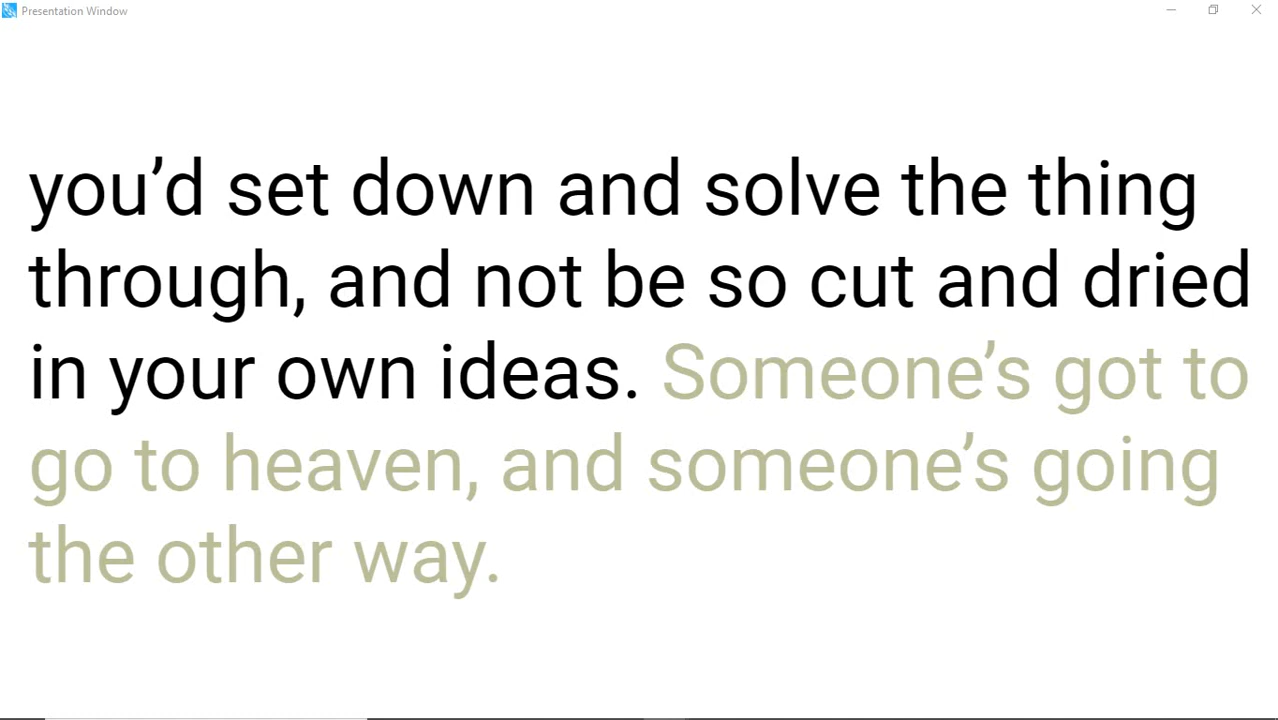 Presentation Window
you’d set down and solve the thing
through, and not be so cut and dried
in your own ideas. Someone’s got to
go to heaven, and someone’s going
the other way.